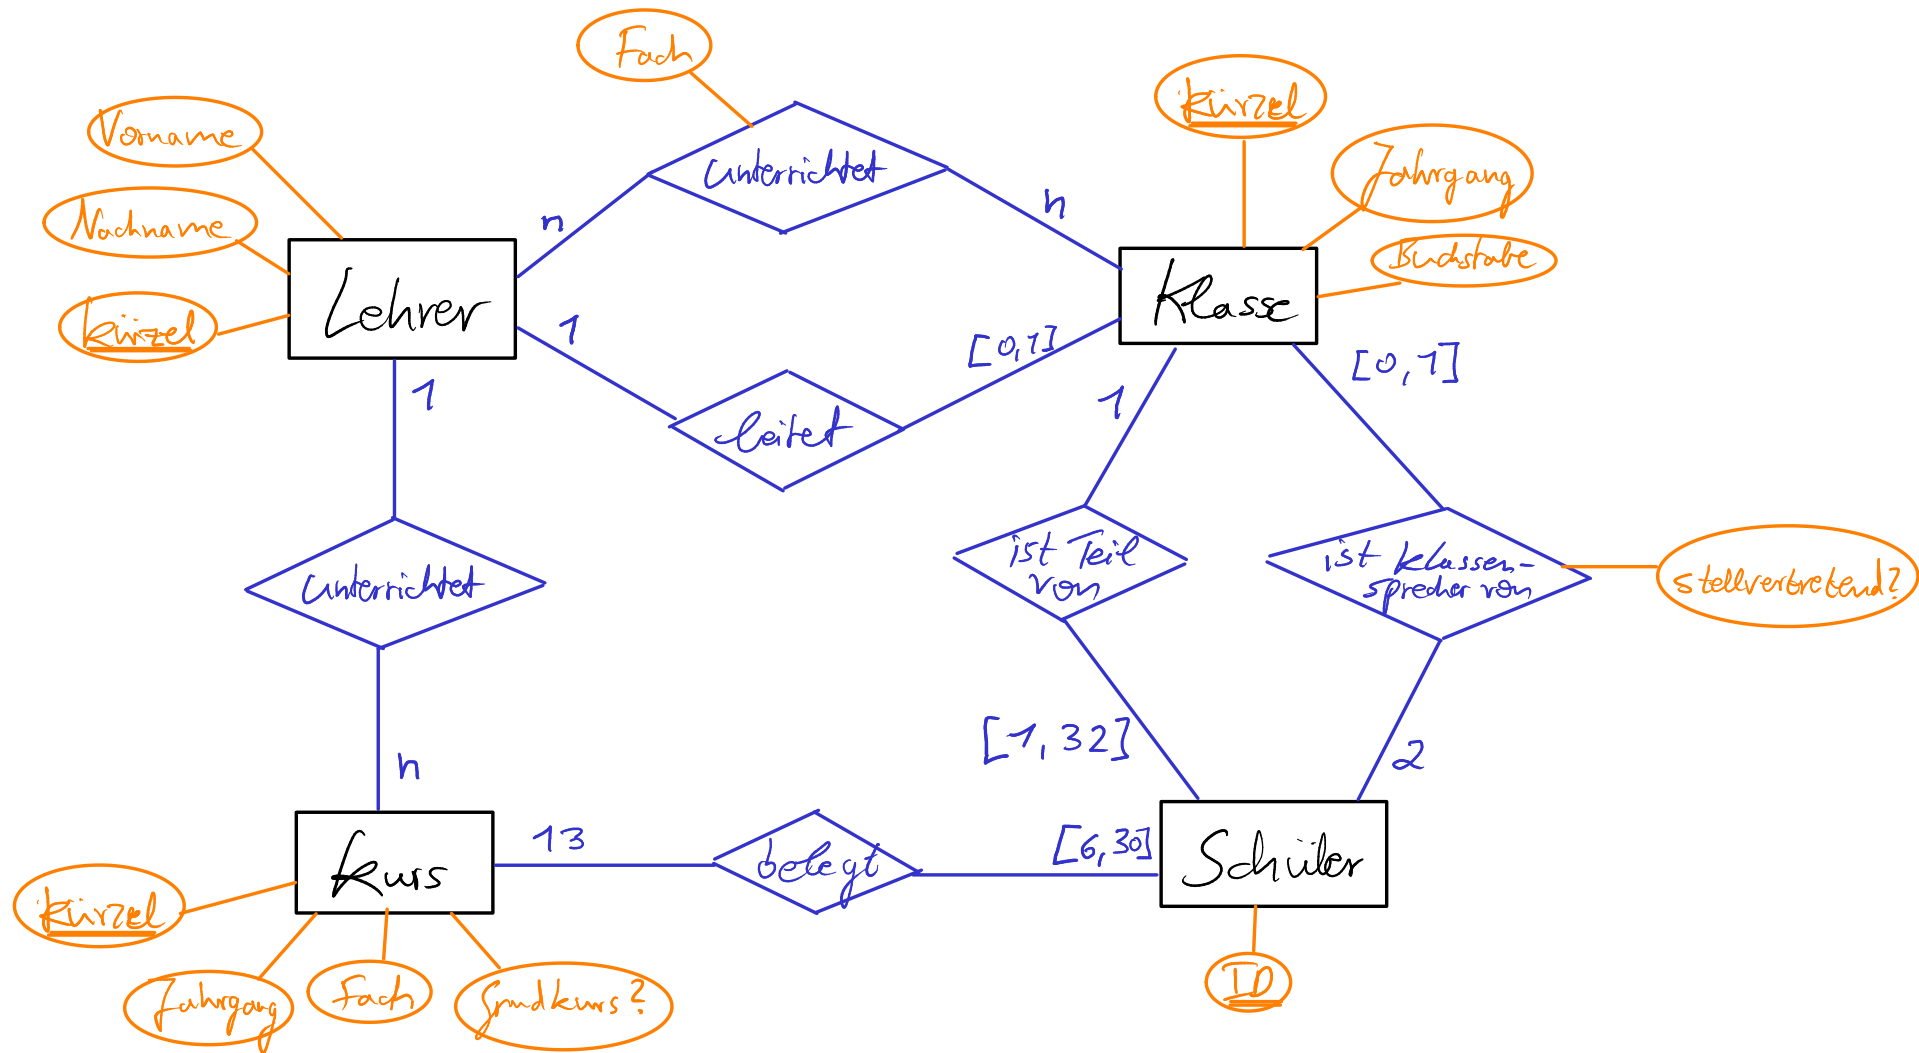 Fach
Kürzel
Vorname
unterrichtet
Jahrgang
Nachname
n
n
Buchstabe
Lehrer
Klasse
Kürzel
1
[0,1]
[0,1]
1
1
leitet
ist Teil
von
ist Klassen-
sprecher von
stellvertretend?
unterrichtet
[1,32]
2
n
13
[6,30]
belegt
Kurs
Schüler
Kürzel
Jahrgang
Fach
Grundkurs?
ID